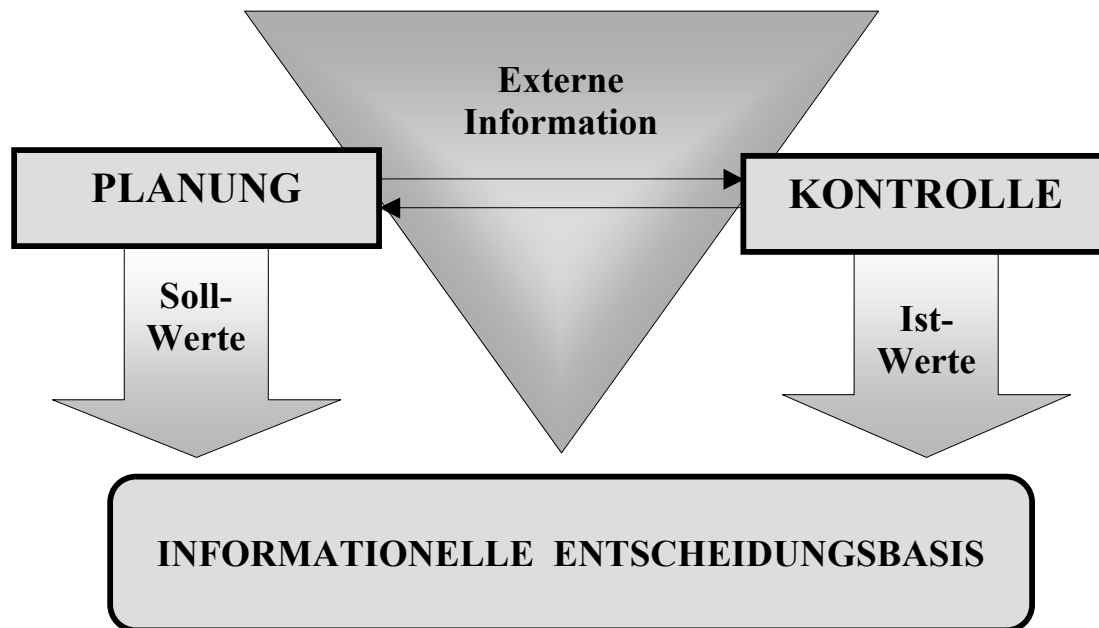 Externe
Information
PLANUNG
KONTROLLE
Soll-
Werte
Ist-
Werte
INFORMATIONELLE ENTSCHEIDUNGSBASIS